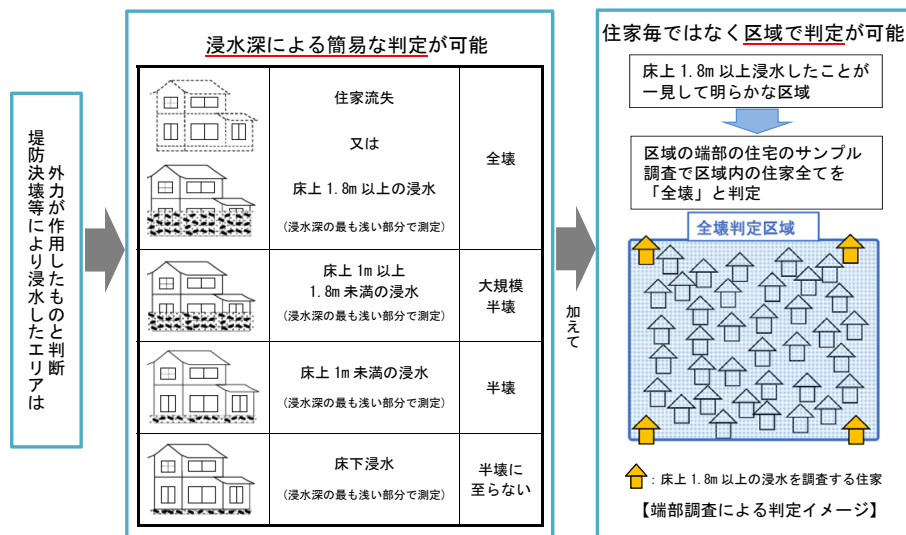 堤防決壊等により浸水したエリアは
外力が作用したものと判断
浸水深による簡易な判定が可能
住家流失
又は
床上1.8m以上の浸水
(浸水深の最も浅い部分で測定)
全壊
床上1m以上
1.8m未満の浸水
(浸水深の最も浅い部分で測定)
大規模
半壊
床上1m未満の浸水
(浸水深の最も浅い部分で測定)
半壊
床下浸水
(浸水深の最も浅い部分で測定)
半壊に
至らない
加えて
住家毎ではなく区域で判定が可能
床上1.8m以上浸水したことが
一見して明らかな区域
区域の端部の住宅のサンプル
調査で区域内の住家全てを
「全壊」と判定
全壊判定区域
：床上1.8m以上の浸水を調査する住家
【端部調査による判定イメージ】